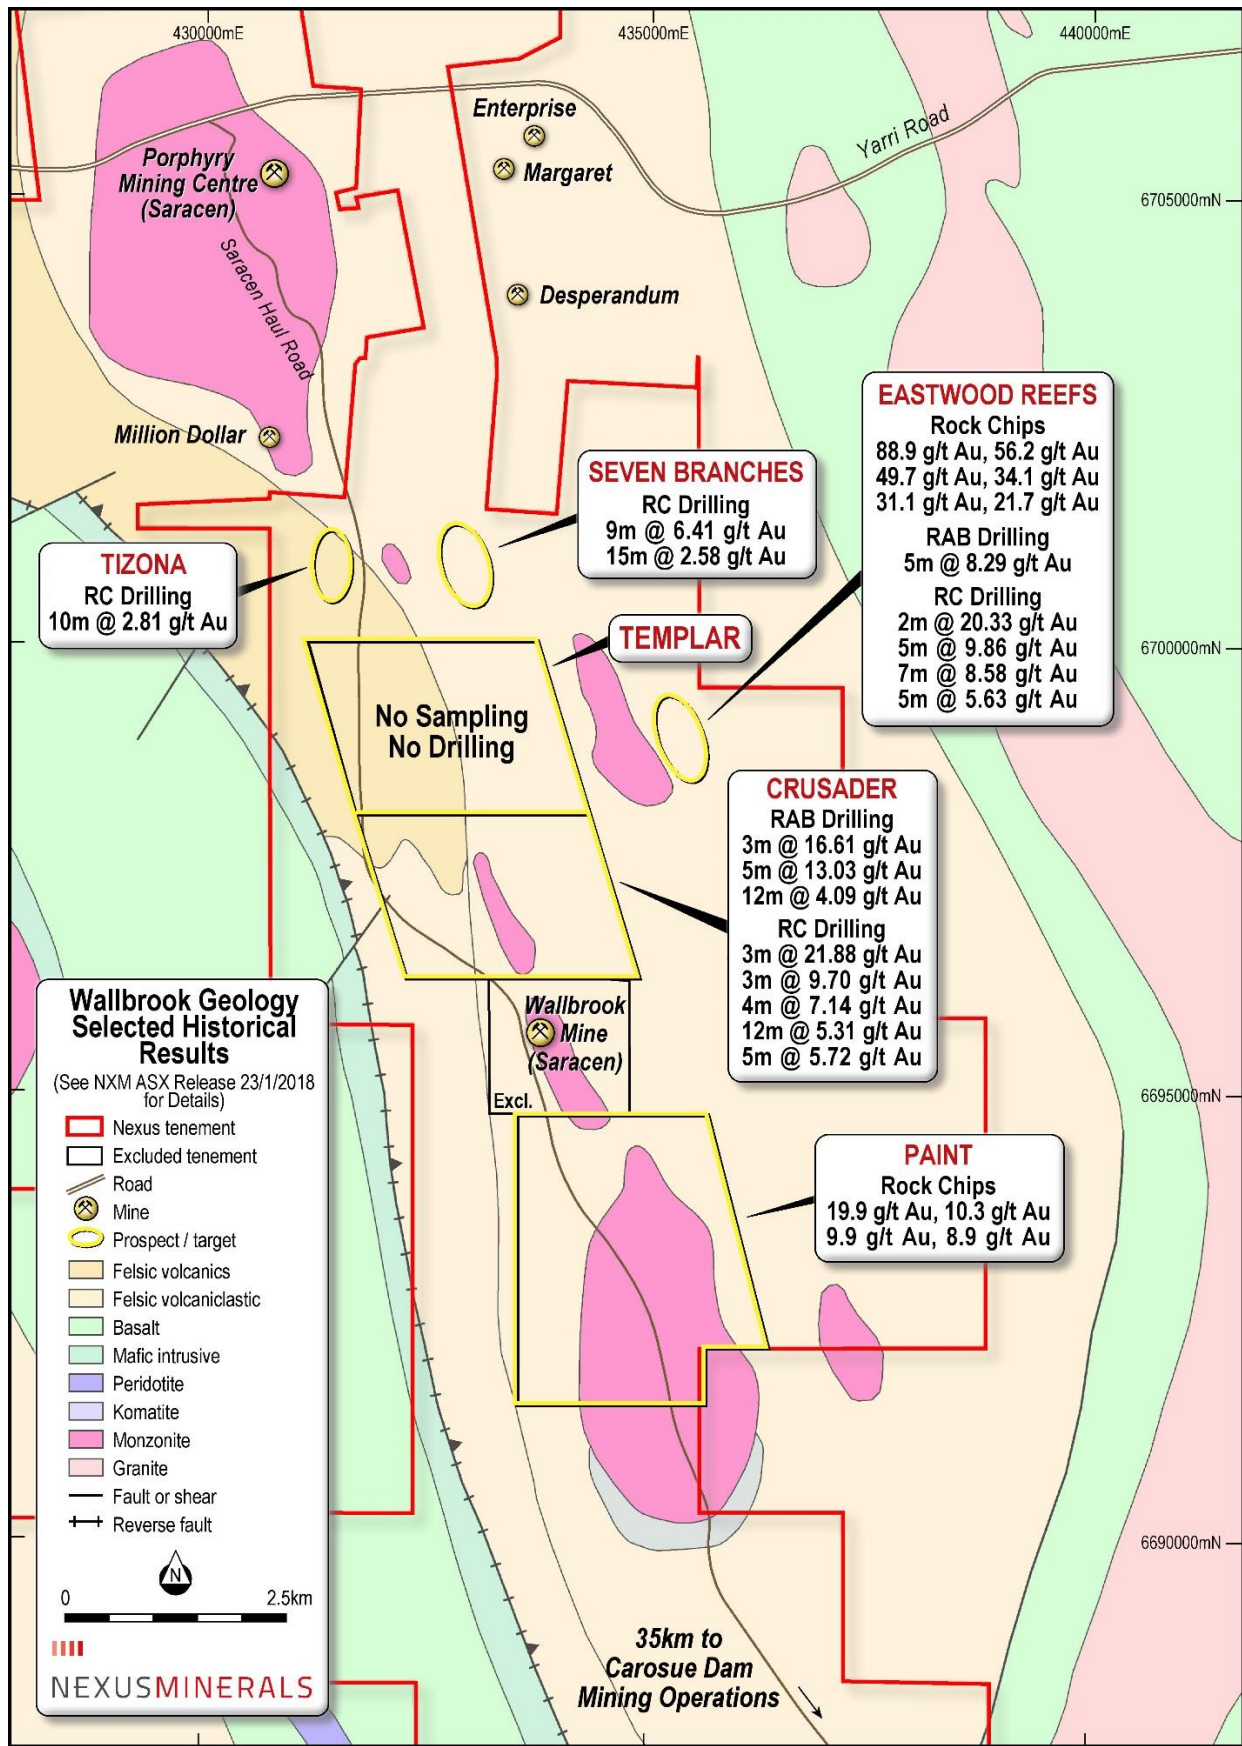 430000mE
435000mE
440000mE
Enterprise
Yarri Road
Porphyry
Mining Centre
(Saracen)
Margaret
6705000mN
Saracen Haul Road
Desperandum
Million Dollar
EASTWOOD REEFS
Rock Chips
88.9 g/t Au, 56.2 g/t Au
49.7 g/t Au, 34.1 g/t Au
31.1 g/t Au, 21.7 g/t Au
RAB Drilling
5m @ 8.29 g/t Au
RC Drilling
2m @ 20.33 g/t Au
5m @ 9.86 g/t Au
7m @ 8.58 g/t Au
5m @ 5.63 g/t Au
SEVEN BRANCHES
RC Drilling
9m @ 6.41 g/t Au
15m @ 2.58 g/t Au
TIZONA
RC Drilling
10m @ 2.81 g/t Au
TEMPLAR
6700000mN
No Sampling
No Drilling
CRUSADER
RAB Drilling
3m @ 16.61 g/t Au
5m @ 13.03 g/t Au
12m @ 4.09 g/t Au
RC Drilling
3m @ 21.88 g/t Au
3m @ 9.70 g/t Au
4m @ 7.14 g/t Au
12m @ 5.31 g/t Au
5m @ 5.72 g/t Au
Wallbrook
Mine
(Saracen)
Excl.
6695000mN
PAINT
Rock Chips
19.9 g/t Au, 10.3 g/t Au
9.9 g/t Au, 8.9 g/t Au
6690000mN
35km to
Carosue Dam
Mining Operations
Wallbrook Geology
Selected Historical
Results
(See NXM ASX Release 23/1/2018
for Details)
Nexus tenement
Excluded tenement
Road
Mine
Prospect / target
Felsic volcanics
Felsic volcaniclastic
Basalt
Mafic intrusive
Peridotite
Komatite
Monzonite
Granite
Fault or shear
Reverse fault
N
0 2.5km
NEXUSMINERALS